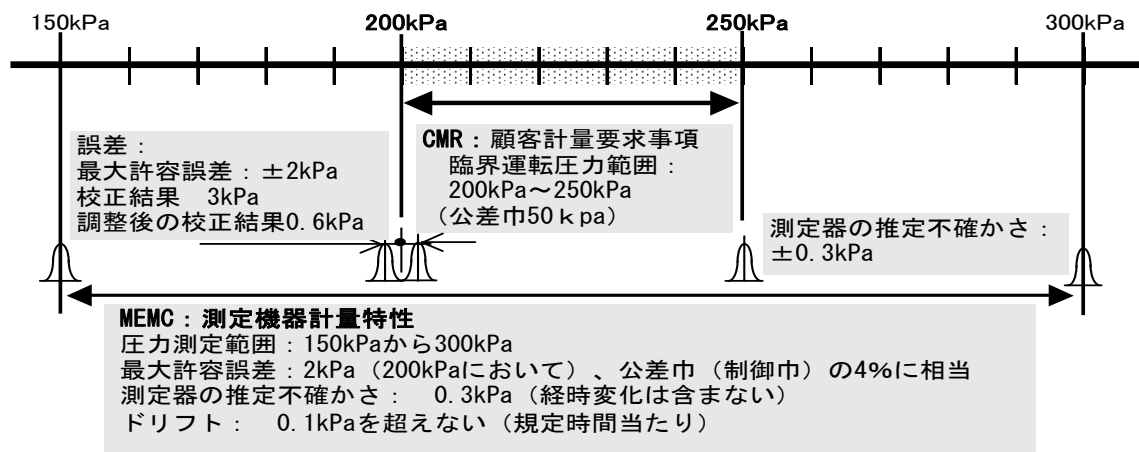 150kPa 200kPa 250kPa 300kPa
誤差：
最大許容誤差：±2kPa
校正結果　3kPa
調整後の校正結果0.6kPa
CMR：顧客計量要求事項
臨界運転圧力範囲：
200kPa～250kPa
（公差巾50ｋpa）
測定器の推定不確かさ：
±0.3kPa
MEMC：測定機器計量特性
圧力測定範囲：150kPaから300kPa
最大許容誤差：2kPa（200kPaにおいて）、公差巾（制御巾）の4%に相当
測定器の推定不確かさ：　0.3kPa（経時変化は含まない）
ドリフト：　0.1kPaを超えない（規定時間当たり）